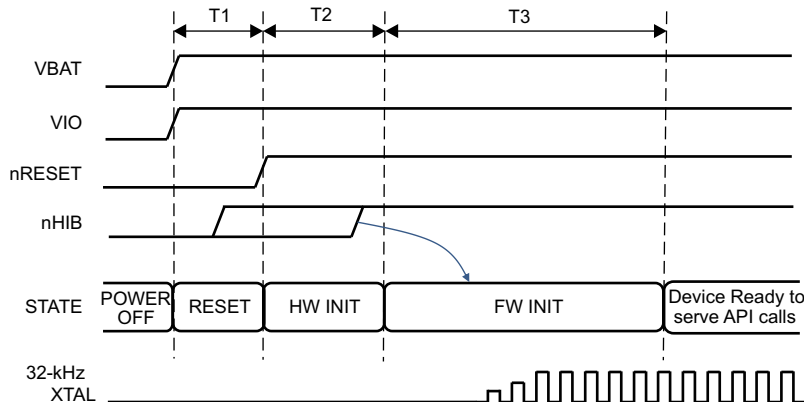 T1
T2
T3
VBAT
VIO
nRESET
nHIB
STATE
POWER
OFF
RESET
HW INIT
FW INIT
Device Ready to
serve API calls
32-kHz
XTAL